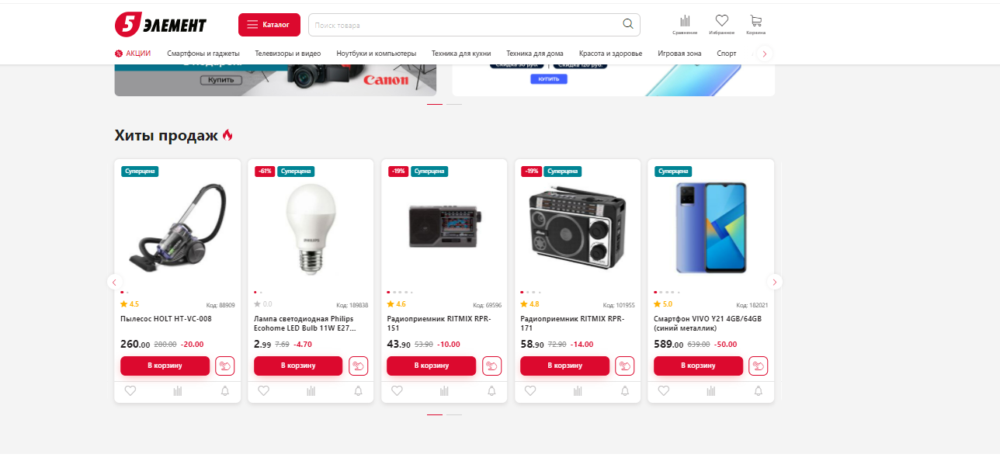 5 ЭЛЕМЕНТ
Каталог
Поиск товара
Сравнение
Избранное
Корзина
АКЦИИ
Смартфоны и гаджеты
Телевизоры и видео
Ноутбуки и компьютеры
Техника для кухни
Техника для дома
Красота и здоровье
Игровая зона
Спорт
Купить
Canon
КУПИТЬ
Хиты продаж
Суперцена
4.5
Код: 88909
Пылесос HOLT HT-VC-008
260.00 280.00 -20.00
В корзину
-61% Суперцена
PHILIPS
0.0
Код: 189838
Лампа светодиодная Philips
Ecohome LED Bulb 11W E27...
2.99 7.69 -4.70
В корзину
-19% Суперцена
4.6
Код: 69596
Радиоприемник RITMIX RPR-
151
43.90 53.90 -10.00
В корзину
-19% Суперцена
4.8
Код: 101955
Радиоприемник RITMIX RPR-
171
58.90 72.90 -14.00
В корзину
Суперцена
5.0
Код: 182021
Смартфон VIVO Y21 4GB/64GB
(синий металлик)
589.00 639.00 -50.00
В корзину